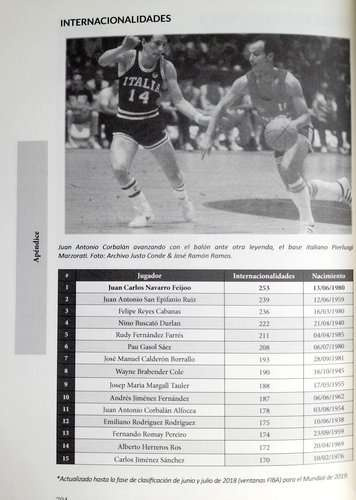 INTERNACIONALIDADES
ITALIA
14
Juan Antonio Corbalán avanzando con el balón ante otra leyenda, el base italiano Pierluigi
Marzorati. Foto: Archivo Justo Conde & José Ramón Ramos.
Apéndice
# Jugador Internacionalidades Nacimiento
1 Juan Carlos Navarro Feijoo 253 13/06/1980
2 Juan Antonio San Epifanio Ruiz 239 12/06/1959
3 Felipe Reyes Cabanas 236 16/03/1980
4 Nino Buscató Durlan 222 21/04/1940
5 Rudy Fernández Farrés 211 04/04/1985
6 Pau Gasol Sáez 208 06/07/1980
7 José Manuel Calderón Borrallo 193 28/09/1981
8 Wayne Brabender Cole 190 16/10/1945
9 Josep Maria Margall Tauler 188 17/03/1955
10 Andrés Jiménez Fernández 187 06/06/1962
11 Juan Antonio Corbalán Alfocea 178 03/08/1954
12 Emiliano Rodríguez Rodríguez 175 10/06/1938
13 Fernando Romay Pereiro 174 23/09/1959
14 Alberto Herreros Ros 172 20/04/1969
15 Carlos Jiménez Sánchez 170 10/02/1976
*Actualizado hasta la fase de clasificación de junio y julio de 2018 (ventanas FIBA) para el Mundial de 2019.